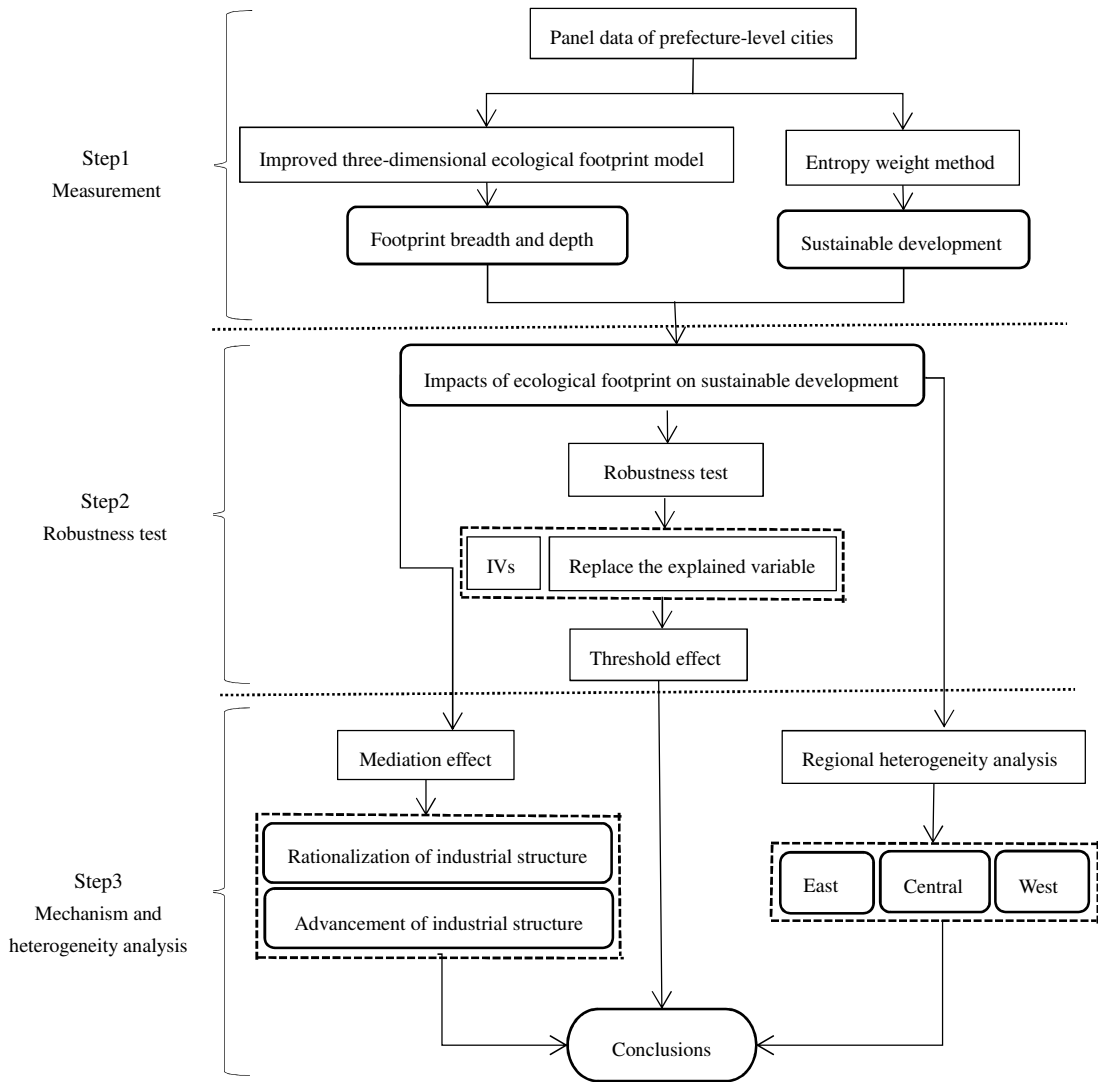 Panel data of prefecture-level cities
Step1
Measurement
Improved three-dimensional ecological footprint model
Entropy weight method
Footprint breadth and depth
Sustainable development
Step2
Robustness test
Impacts of ecological footprint on sustainable development
Robustness test
IVs
Replace the explained variable
Threshold effect
Step3
Mechanism and
heterogeneity analysis
Mediation effect
Regional heterogeneity analysis
Rationalization of industrial structure
Advancement of industrial structure
East
Central
West
Conclusions